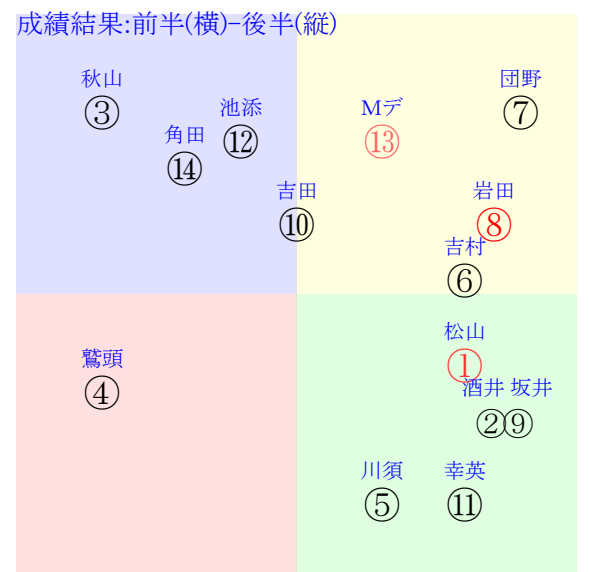 成績結果:前半(横)-後半(縦)
秋山
③
池添
⑫
Mデ
⑬
団野
⑦
角田
⑭
吉田
⑩
岩田
⑧
吉村
⑥
松山
①
鷲頭
④
酒井 坂井
②⑨
川須
⑤
幸英
⑪